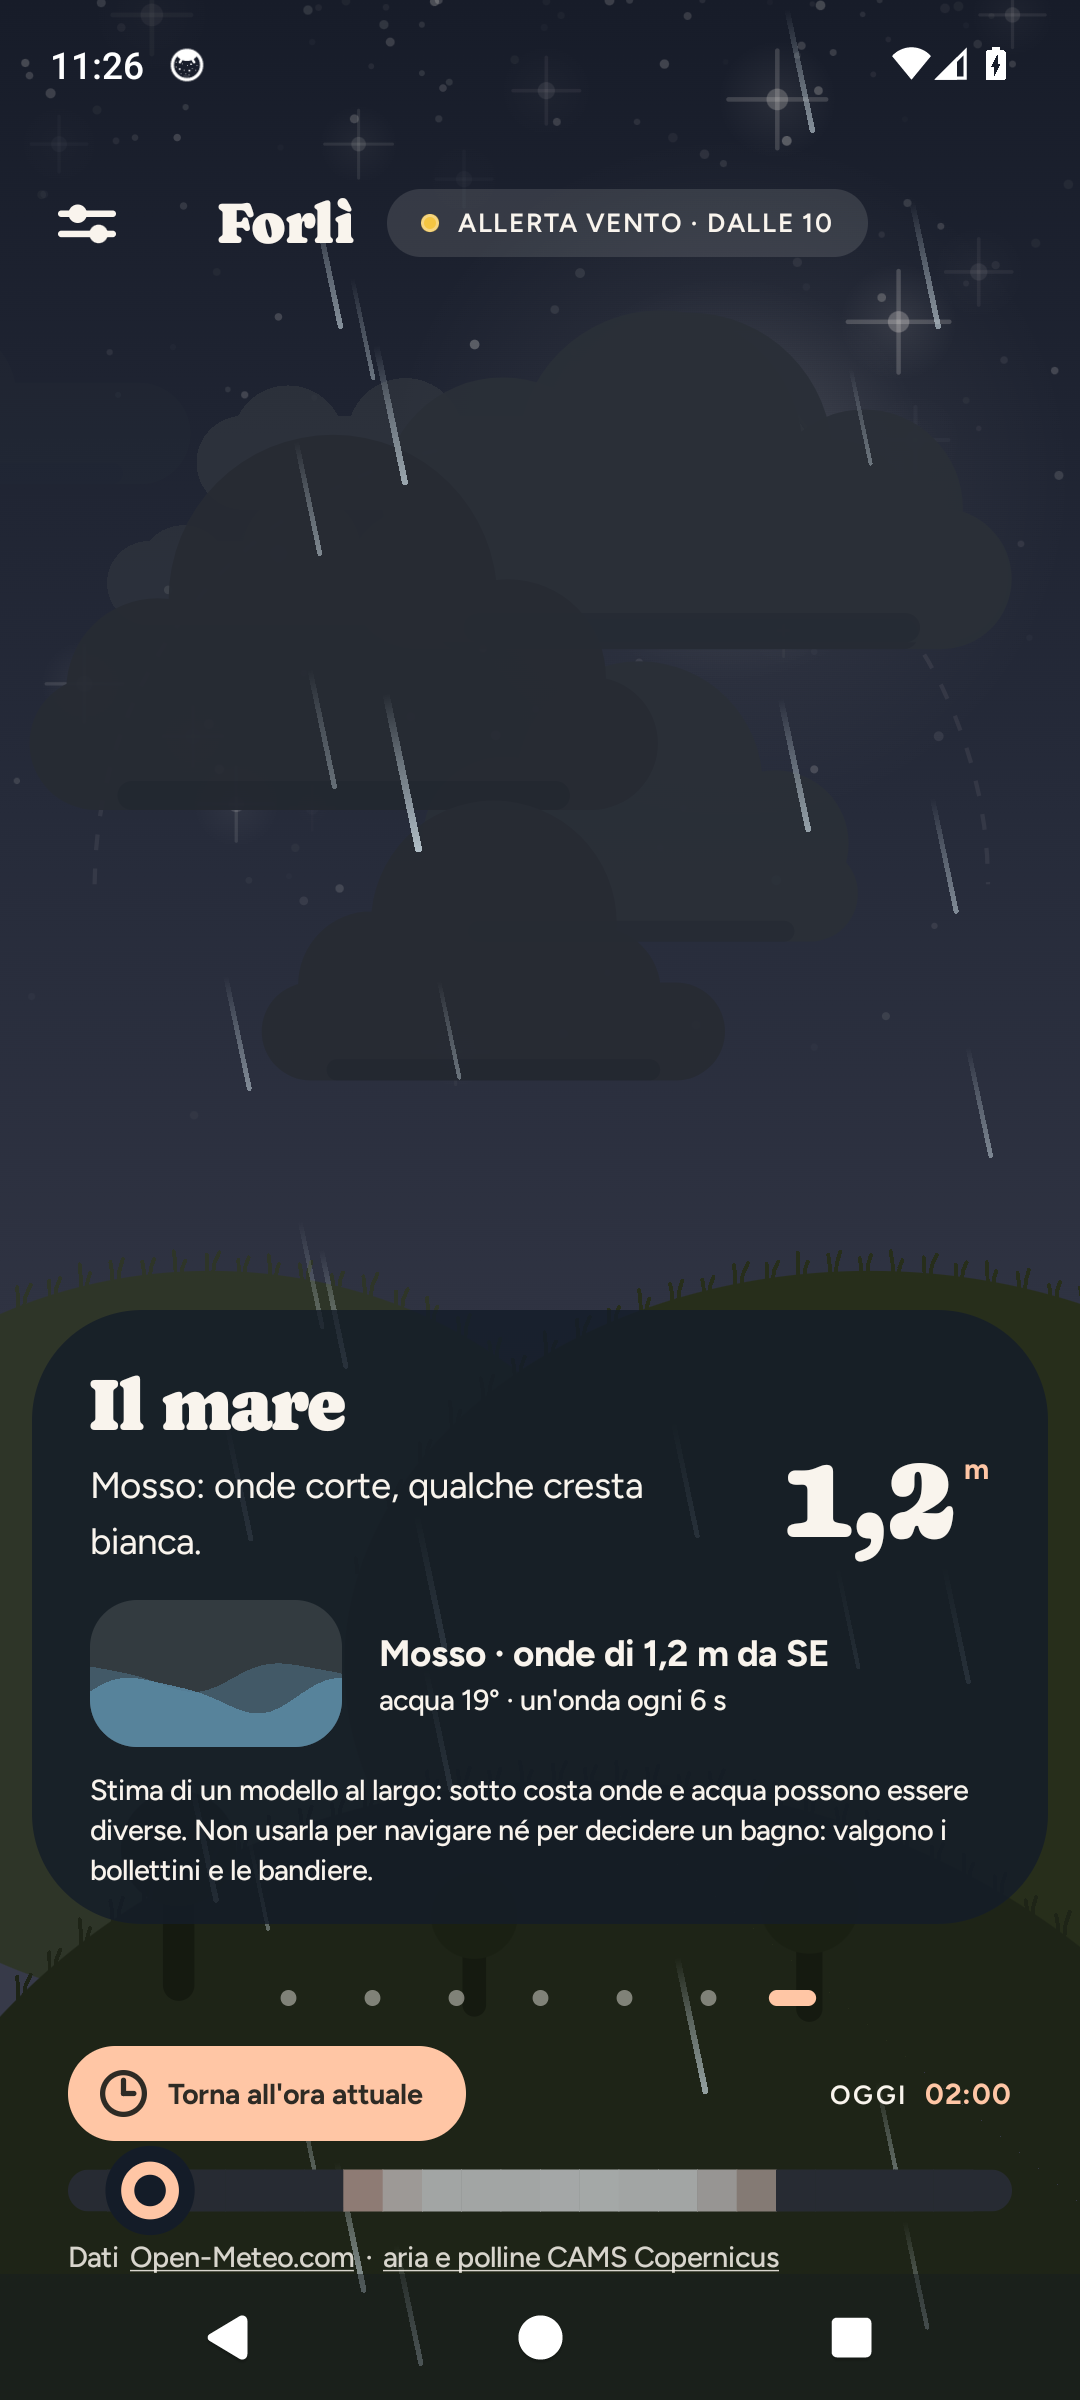 11:26
Forlì
ALLERTA VENTO · DALLE 10
Il mare
Mosso: onde corte, qualche cresta
bianca.
1,2 m
Mosso · onde di 1,2 m da SE
acqua 19° · un'onda ogni 6 s
Stima di un modello al largo: sotto costa onde e acqua possono essere
diverse. Non usarla per navigare né per decidere un bagno: valgono i
bollettini e le bandiere.
Torna all'ora attuale
OGGI 02:00
Dati Open-Meteo.com · aria e polline CAMS Copernicus